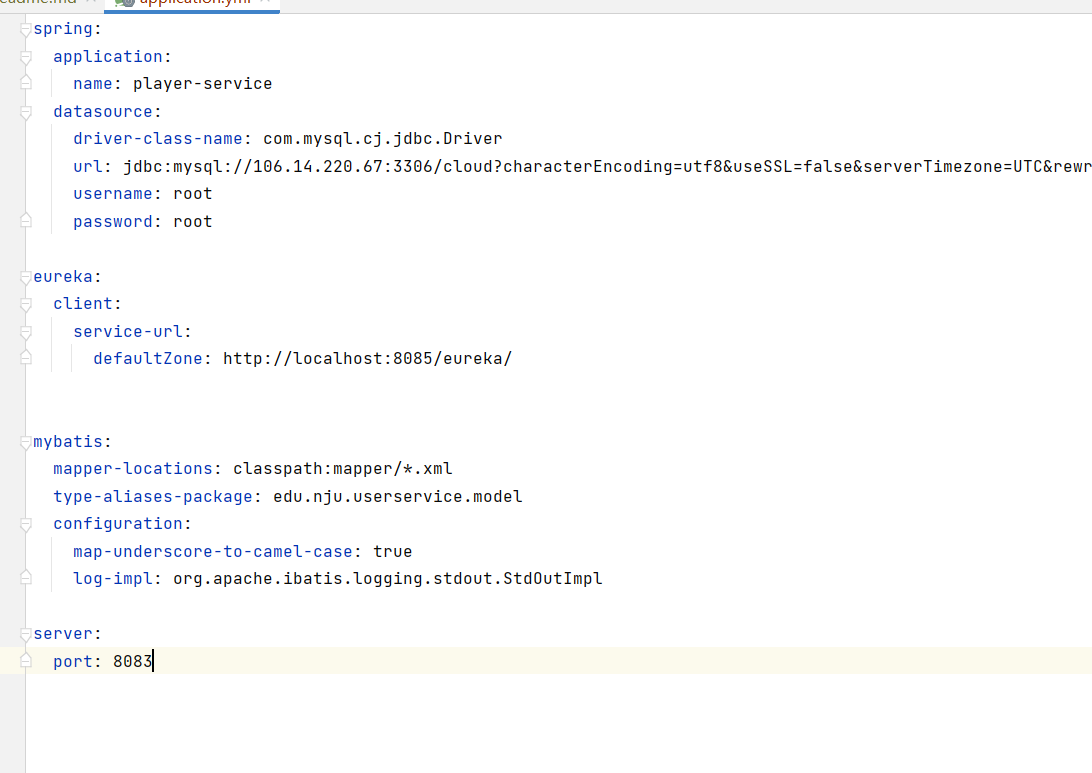 application.yml
spring:
application:
name: player-service
datasource:
driver-class-name: com.mysql.cj.jdbc.Driver
url: jdbc:mysql://106.14.220.67:3306/cloud?characterEncoding=utf8&useSSL=false&serverTimezone=UTC&rewr
username: root
password: root
eureka:
client:
service-url:
defaultZone: http://localhost:8085/eureka/
mybatis:
mapper-locations: classpath:mapper/*.xml
type-aliases-package: edu.nju.userservice.model
configuration:
map-underscore-to-camel-case: true
log-impl: org.apache.ibatis.logging.stdout.StdOutImpl
server:
port: 8083